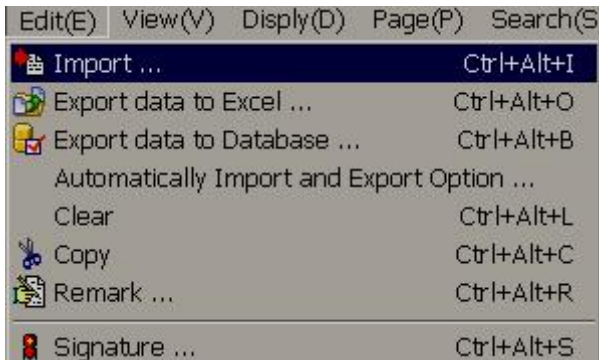 Edit(E) View(V) Disply(D) Page(P) Search(S
Import ... Ctrl+Alt+I
Export data to Excel ... Ctrl+Alt+O
Export data to Database ... Ctrl+Alt+B
Automatically Import and Export Option ...
Clear Ctrl+Alt+L
Copy Ctrl+Alt+C
Remark ... Ctrl+Alt+R
Signature ... Ctrl+Alt+S